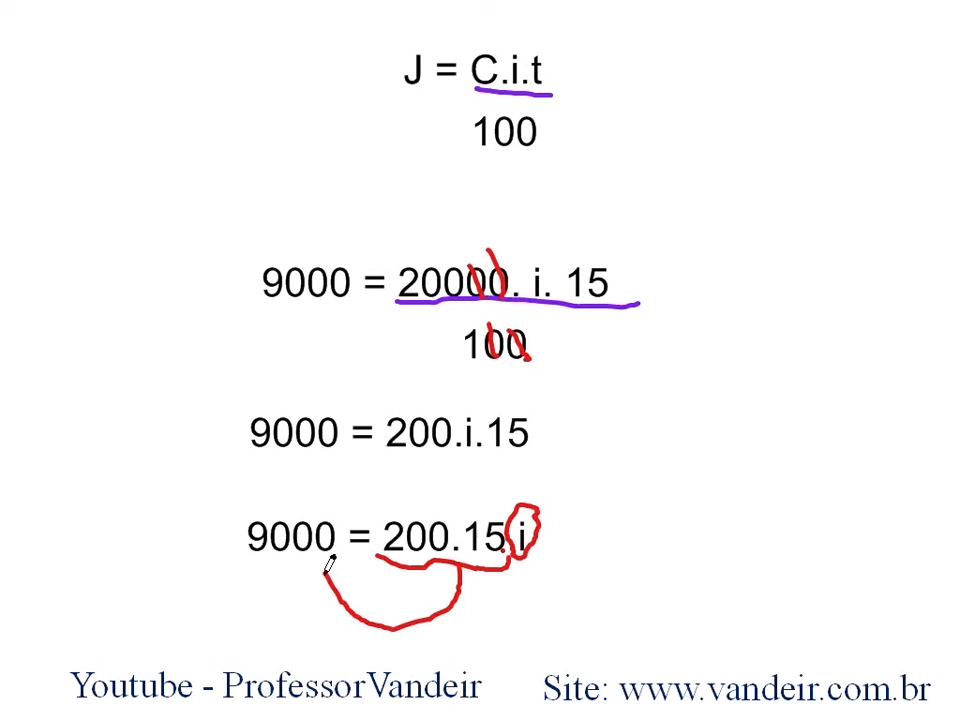 J = C.i.t
100
9000 = 20000. i. 15
100
9000 = 200.i.15
9000 = 200.15.i
Youtube - ProfessorVandeir
Site: www.vandeir.com.br